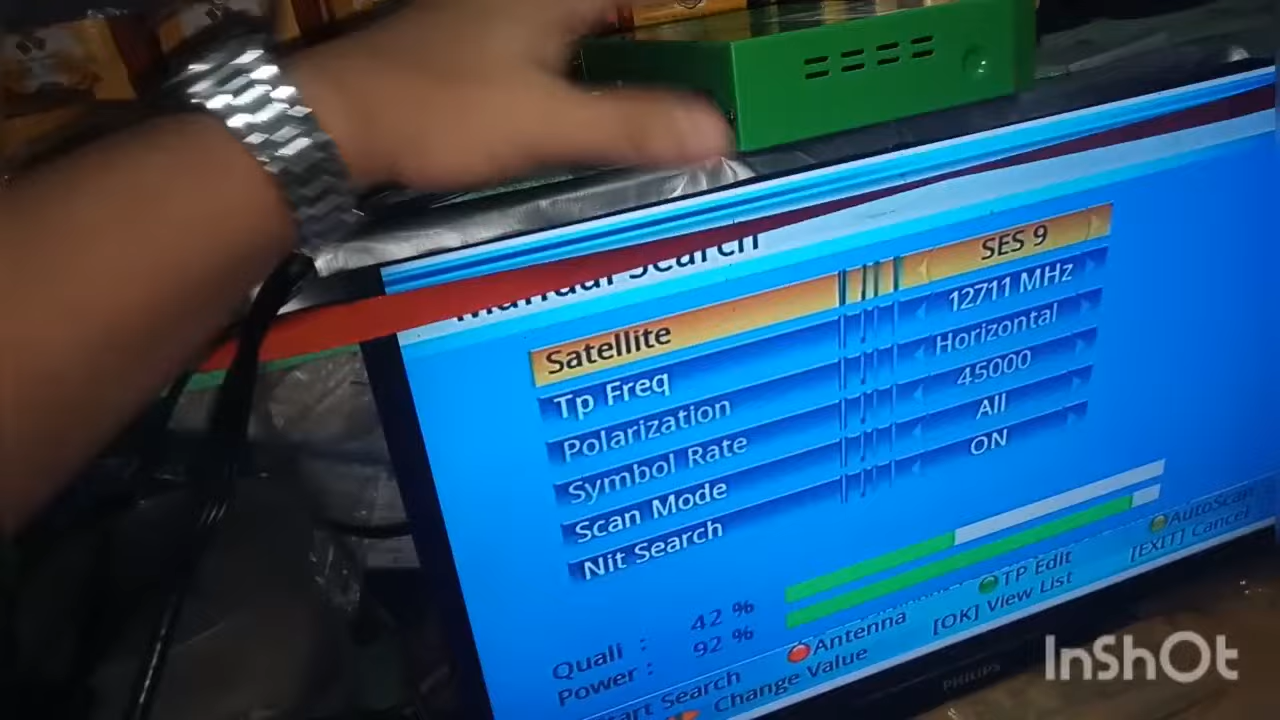 Manual Search
Satellite SES 9
Tp Freq 12711 MHz
Polarization Horizontal
Symbol Rate 45000
Scan Mode All
Nit Search ON
Quali : 42 %
Power : 92 %
Antenna TP Edit AutoScan
Search Change Value [OK] View List [EXIT] Cancel
PHILIPS
InShOt